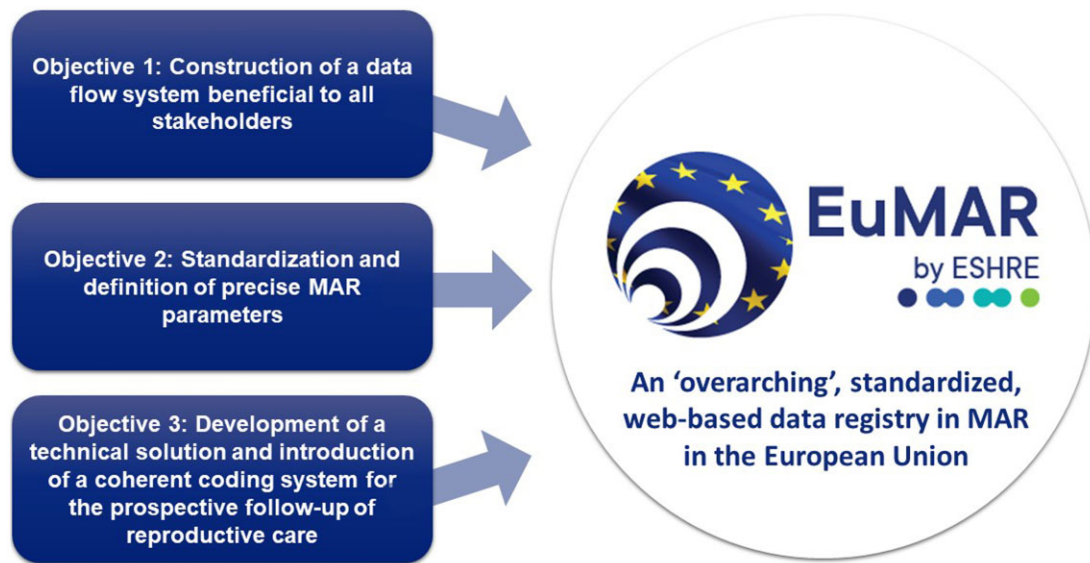 Objective 1: Construction of a data
flow system beneficial to all
stakeholders
Objective 2: Standardization and
definition of precise MAR
parameters
Objective 3: Development of a
technical solution and introduction
of a coherent coding system for
the prospective follow-up of
reproductive care
EuMAR
by ESHRE
An ‘overarching’, standardized,
web-based data registry in MAR
in the European Union